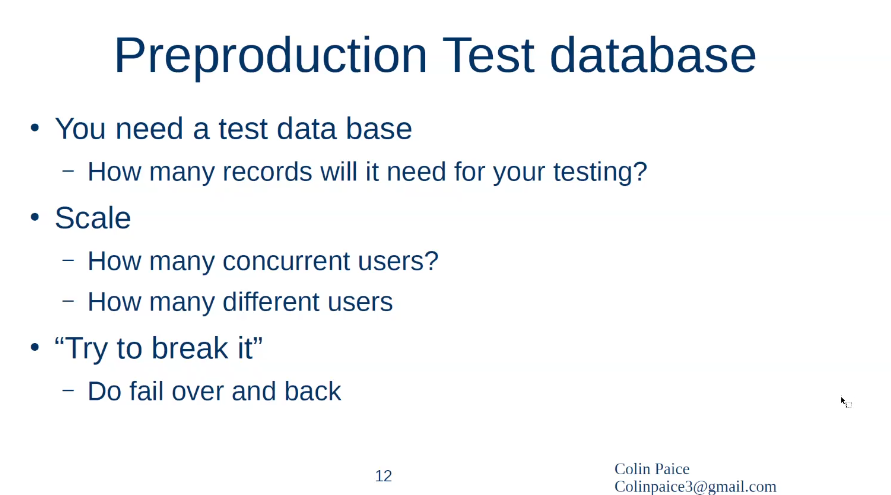 Preproduction Test database
• You need a test data base
– How many records will it need for your testing?
• Scale
– How many concurrent users?
– How many different users
• “Try to break it”
– Do fail over and back
12
Colin Paice
Colinpaice3@gmail.com